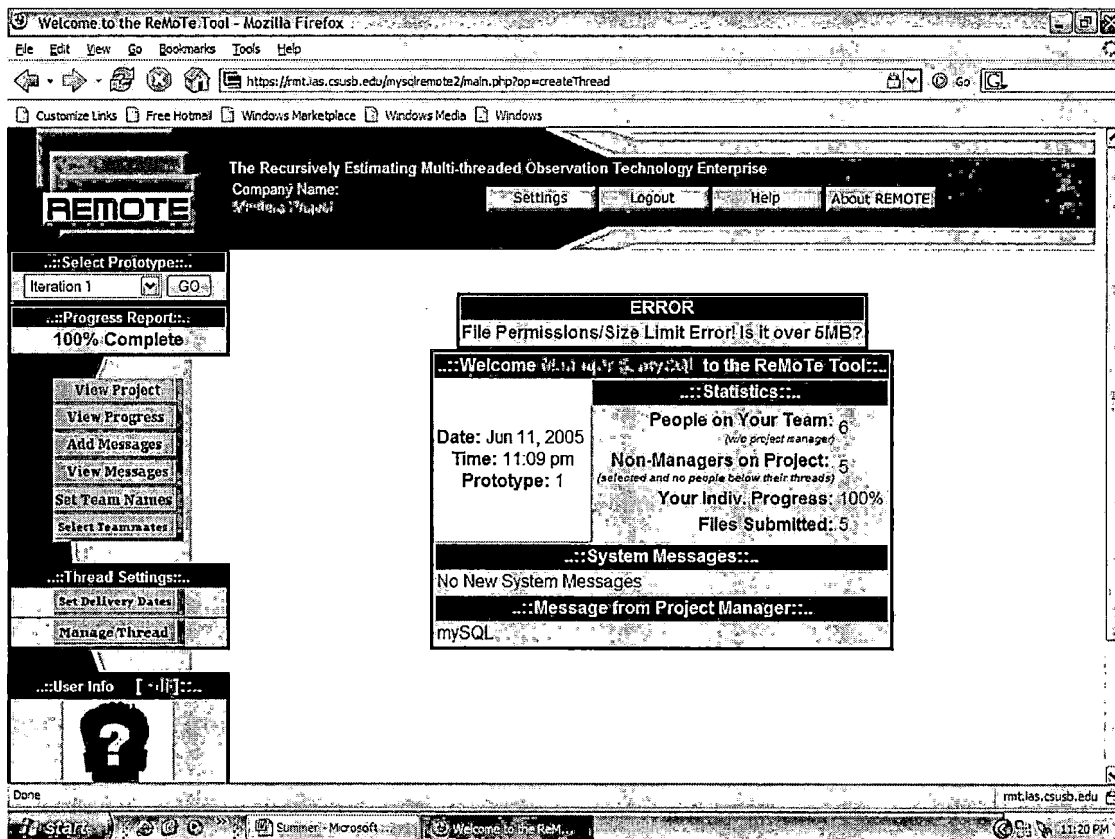 Welcome to the ReMoTe Tool - Mozilla Firefox
File Edit View Go Bookmarks Tools Help
https://rmt.ias.csusb.edu/mysqlremote2/main.php?op=createThread
Go
G
Customize Links Free Hotmail Windows Marketplace Windows Media Windows
The Recursively Estimating Multi-threaded Observation Technology Enterprise
Company Name:
Project
REMOTE
Settings Logout Help About REMOTE
..::Select Prototype::..
Iteration 1 GO
..::Progress Report::..
100% Complete
View Project
View Progress
Add Messages
View Messages
Set Team Names
Select Teammates
..::Thread Settings::..
Set Delivery Dates
Manage Thread
..::User Info [ ]::..
?
ERROR
File Permissions/Size Limit Error! Is it over 5MB?
..::Welcome to the ReMoTe Tool::..
Date: Jun 11, 2005
Time: 11:09 pm
Prototype: 1
..::Statistics::..
People on Your Team: 6
(w/o project manager)
Non-Managers on Project: 5
(selected and no people below their threads)
Your Indiv. Progress: 100%
Files Submitted: 5
..::System Messages::..
No New System Messages
..::Message from Project Manager::..
mySQL
Done
rmt.ias.csusb.edu
start
Summer - Microsoft ...
Welcome to the ReM...
11:20 PM